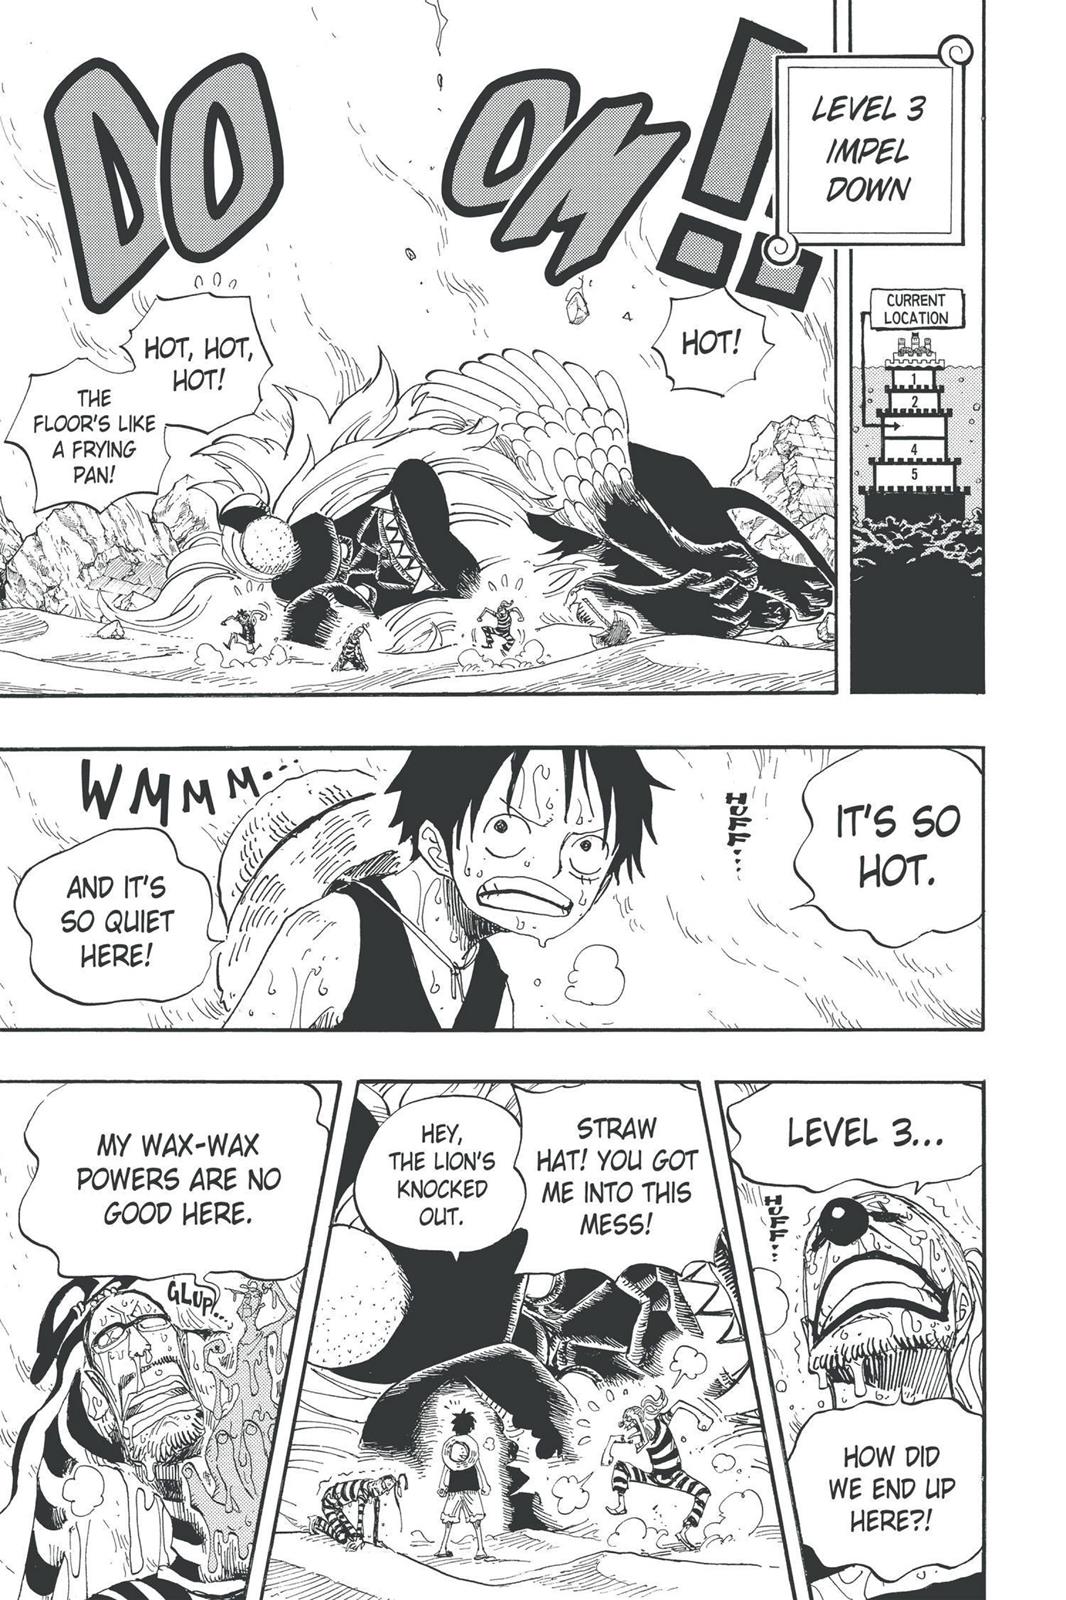 LEVEL 3
IMPEL
DOWN
CURRENT
LOCATION
1
2
4
5
DOOM!!
HOT!
HOT, HOT,
HOT!
THE
FLOOR'S LIKE
A FRYING
PAN!
IT'S SO
HOT.
HUFF...
WMMM...
AND IT'S
SO QUIET
HERE!
LEVEL 3...
HUFF...
HOW DID
WE END UP
HERE?!
STRAW
HAT! YOU GOT
ME INTO THIS
MESS!
HEY,
THE LION'S
KNOCKED
OUT.
MY WAX-WAX
POWERS ARE NO
GOOD HERE.
GLUP...